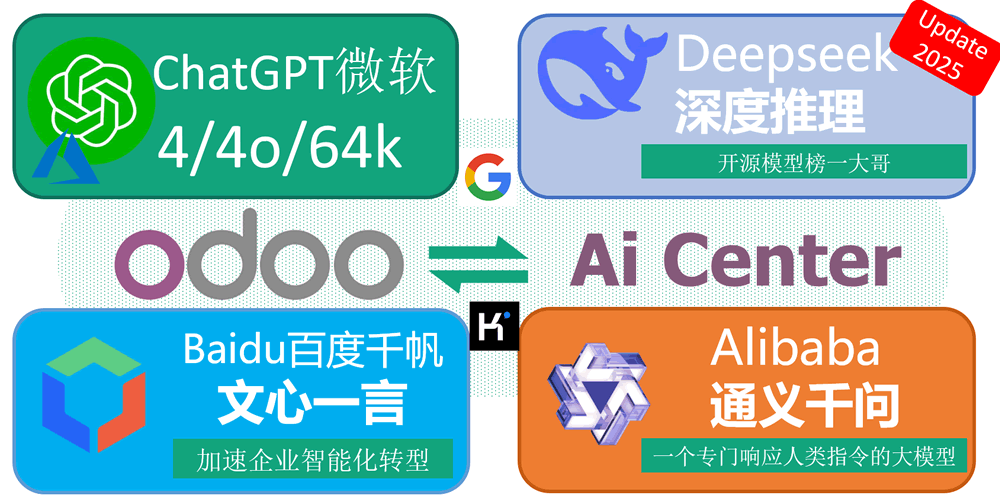 ChatGPT微软
4/4o/64k
Deepseek
深度推理
开源模型榜一大哥
Update
2025
G
odoo
Ai Center
K
Baidu百度千帆
文心一言
加速企业智能化转型
Alibaba
通义千问
一个专门响应人类指令的大模型